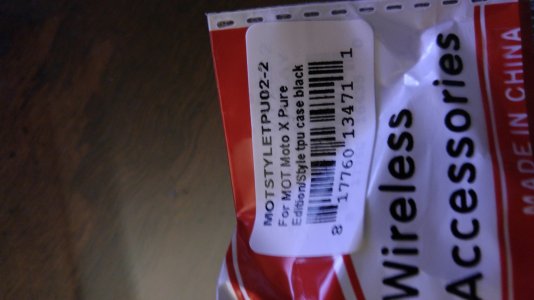 MOTSTYLETPU02-2
For MOT Moto X Pure
Edition/Style tpu case black
8 17760 13471 1
Wireless
Accessories
MADE IN CHINA